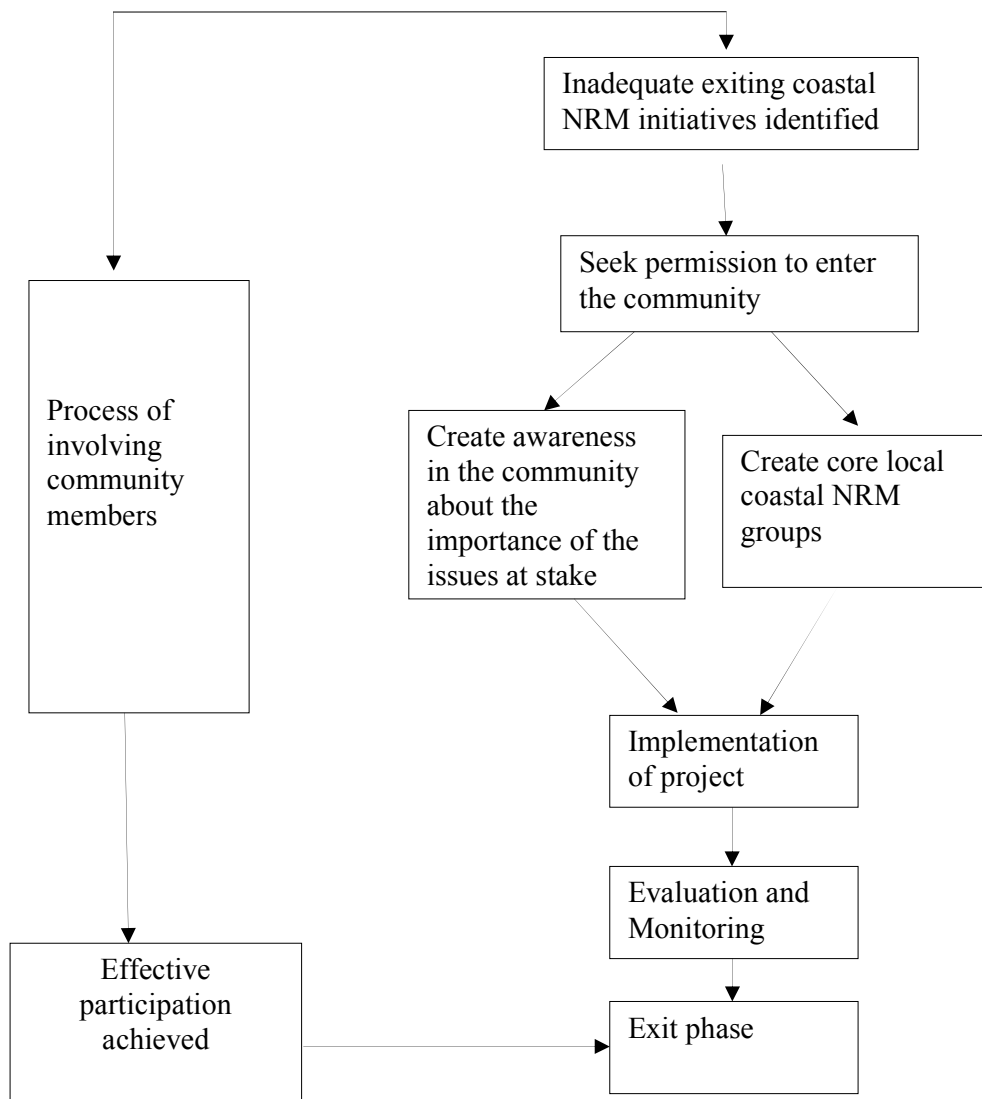 Inadequate exiting coastal
NRM initiatives identified
Seek permission to enter
the community
Process of
involving
community
members
Create awareness
in the community
about the
importance of the
issues at stake
Create core local
coastal NRM
groups
Implementation
of project
Evaluation and
Monitoring
Effective
participation
achieved
Exit phase